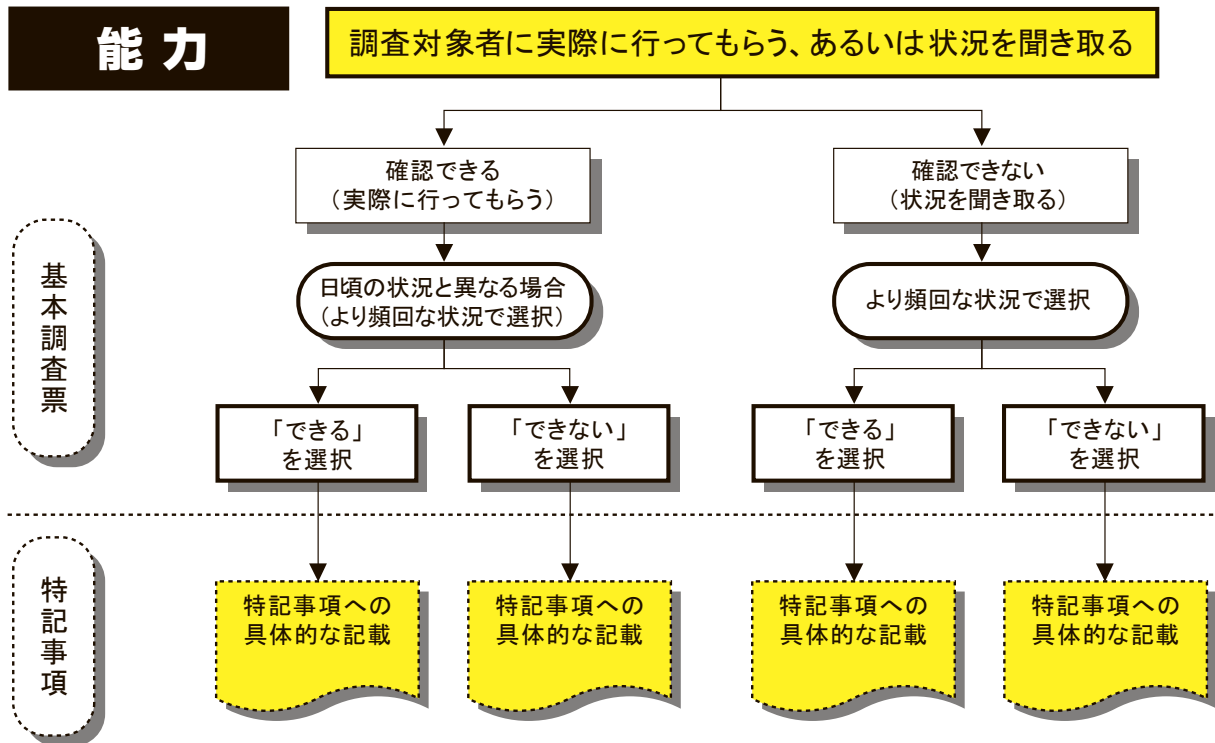 能力
調査対象者に実際に行ってもらう、あるいは状況を聞き取る
確認できる
（実際に行ってもらう）
確認できない
（状況を聞き取る）
基本調査票
日頃の状況と異なる場合
（より頻回な状況で選択）
より頻回な状況で選択
「できる」
を選択
「できない」
を選択
「できる」
を選択
「できない」
を選択
特記事項
特記事項への
具体的な記載
特記事項への
具体的な記載
特記事項への
具体的な記載
特記事項への
具体的な記載